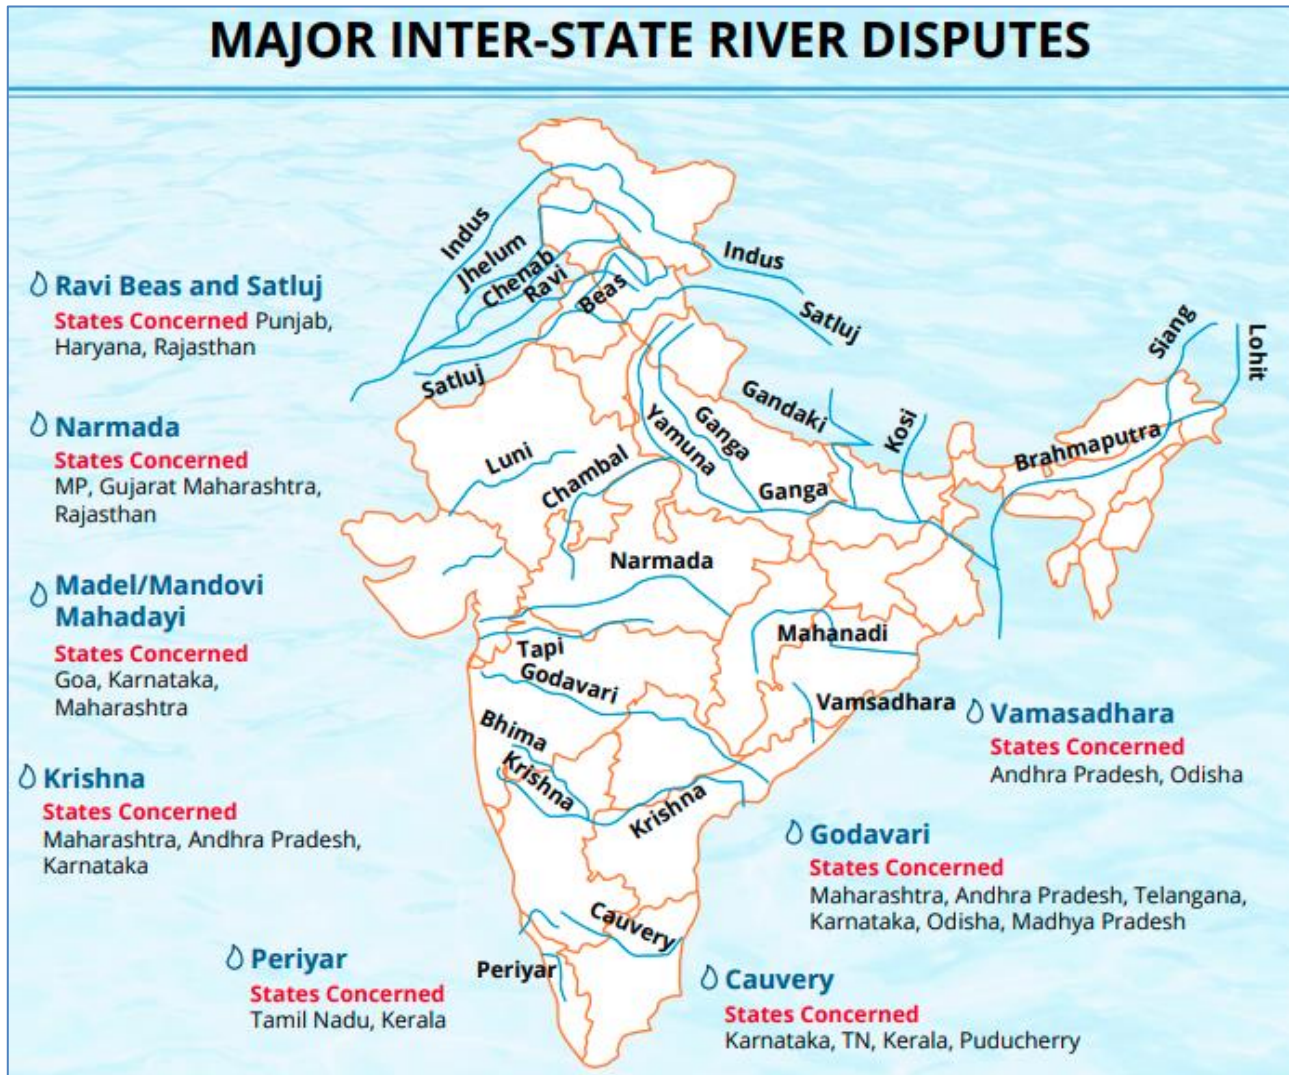 MAJOR INTER-STATE RIVER DISPUTES
Ravi Beas and Satluj
States Concerned Punjab,
Haryana, Rajasthan
Narmada
States Concerned
MP, Gujarat Maharashtra,
Rajasthan
Madel/Mandovi
Mahadayi
States Concerned
Goa, Karnataka,
Maharashtra
Krishna
States Concerned
Maharashtra, Andhra Pradesh,
Karnataka
Periyar
States Concerned
Tamil Nadu, Kerala
Indus
Jhelum
Chenab
Ravi
Beas
Indus
Satluj
Satluj
Luni
Chambal
Yamuna
Ganga
Ganga
Gandaki
Kosi
Siang
Lohit
Brahmaputra
Narmada
Tapi
Mahanadi
Godavari
Vamsadhara
Bhima
Krishna
Krishna
Cauvery
Periyar
Vamasadhara
States Concerned
Andhra Pradesh, Odisha
Godavari
States Concerned
Maharashtra, Andhra Pradesh, Telangana,
Karnataka, Odisha, Madhya Pradesh
Cauvery
States Concerned
Karnataka, TN, Kerala, Puducherry